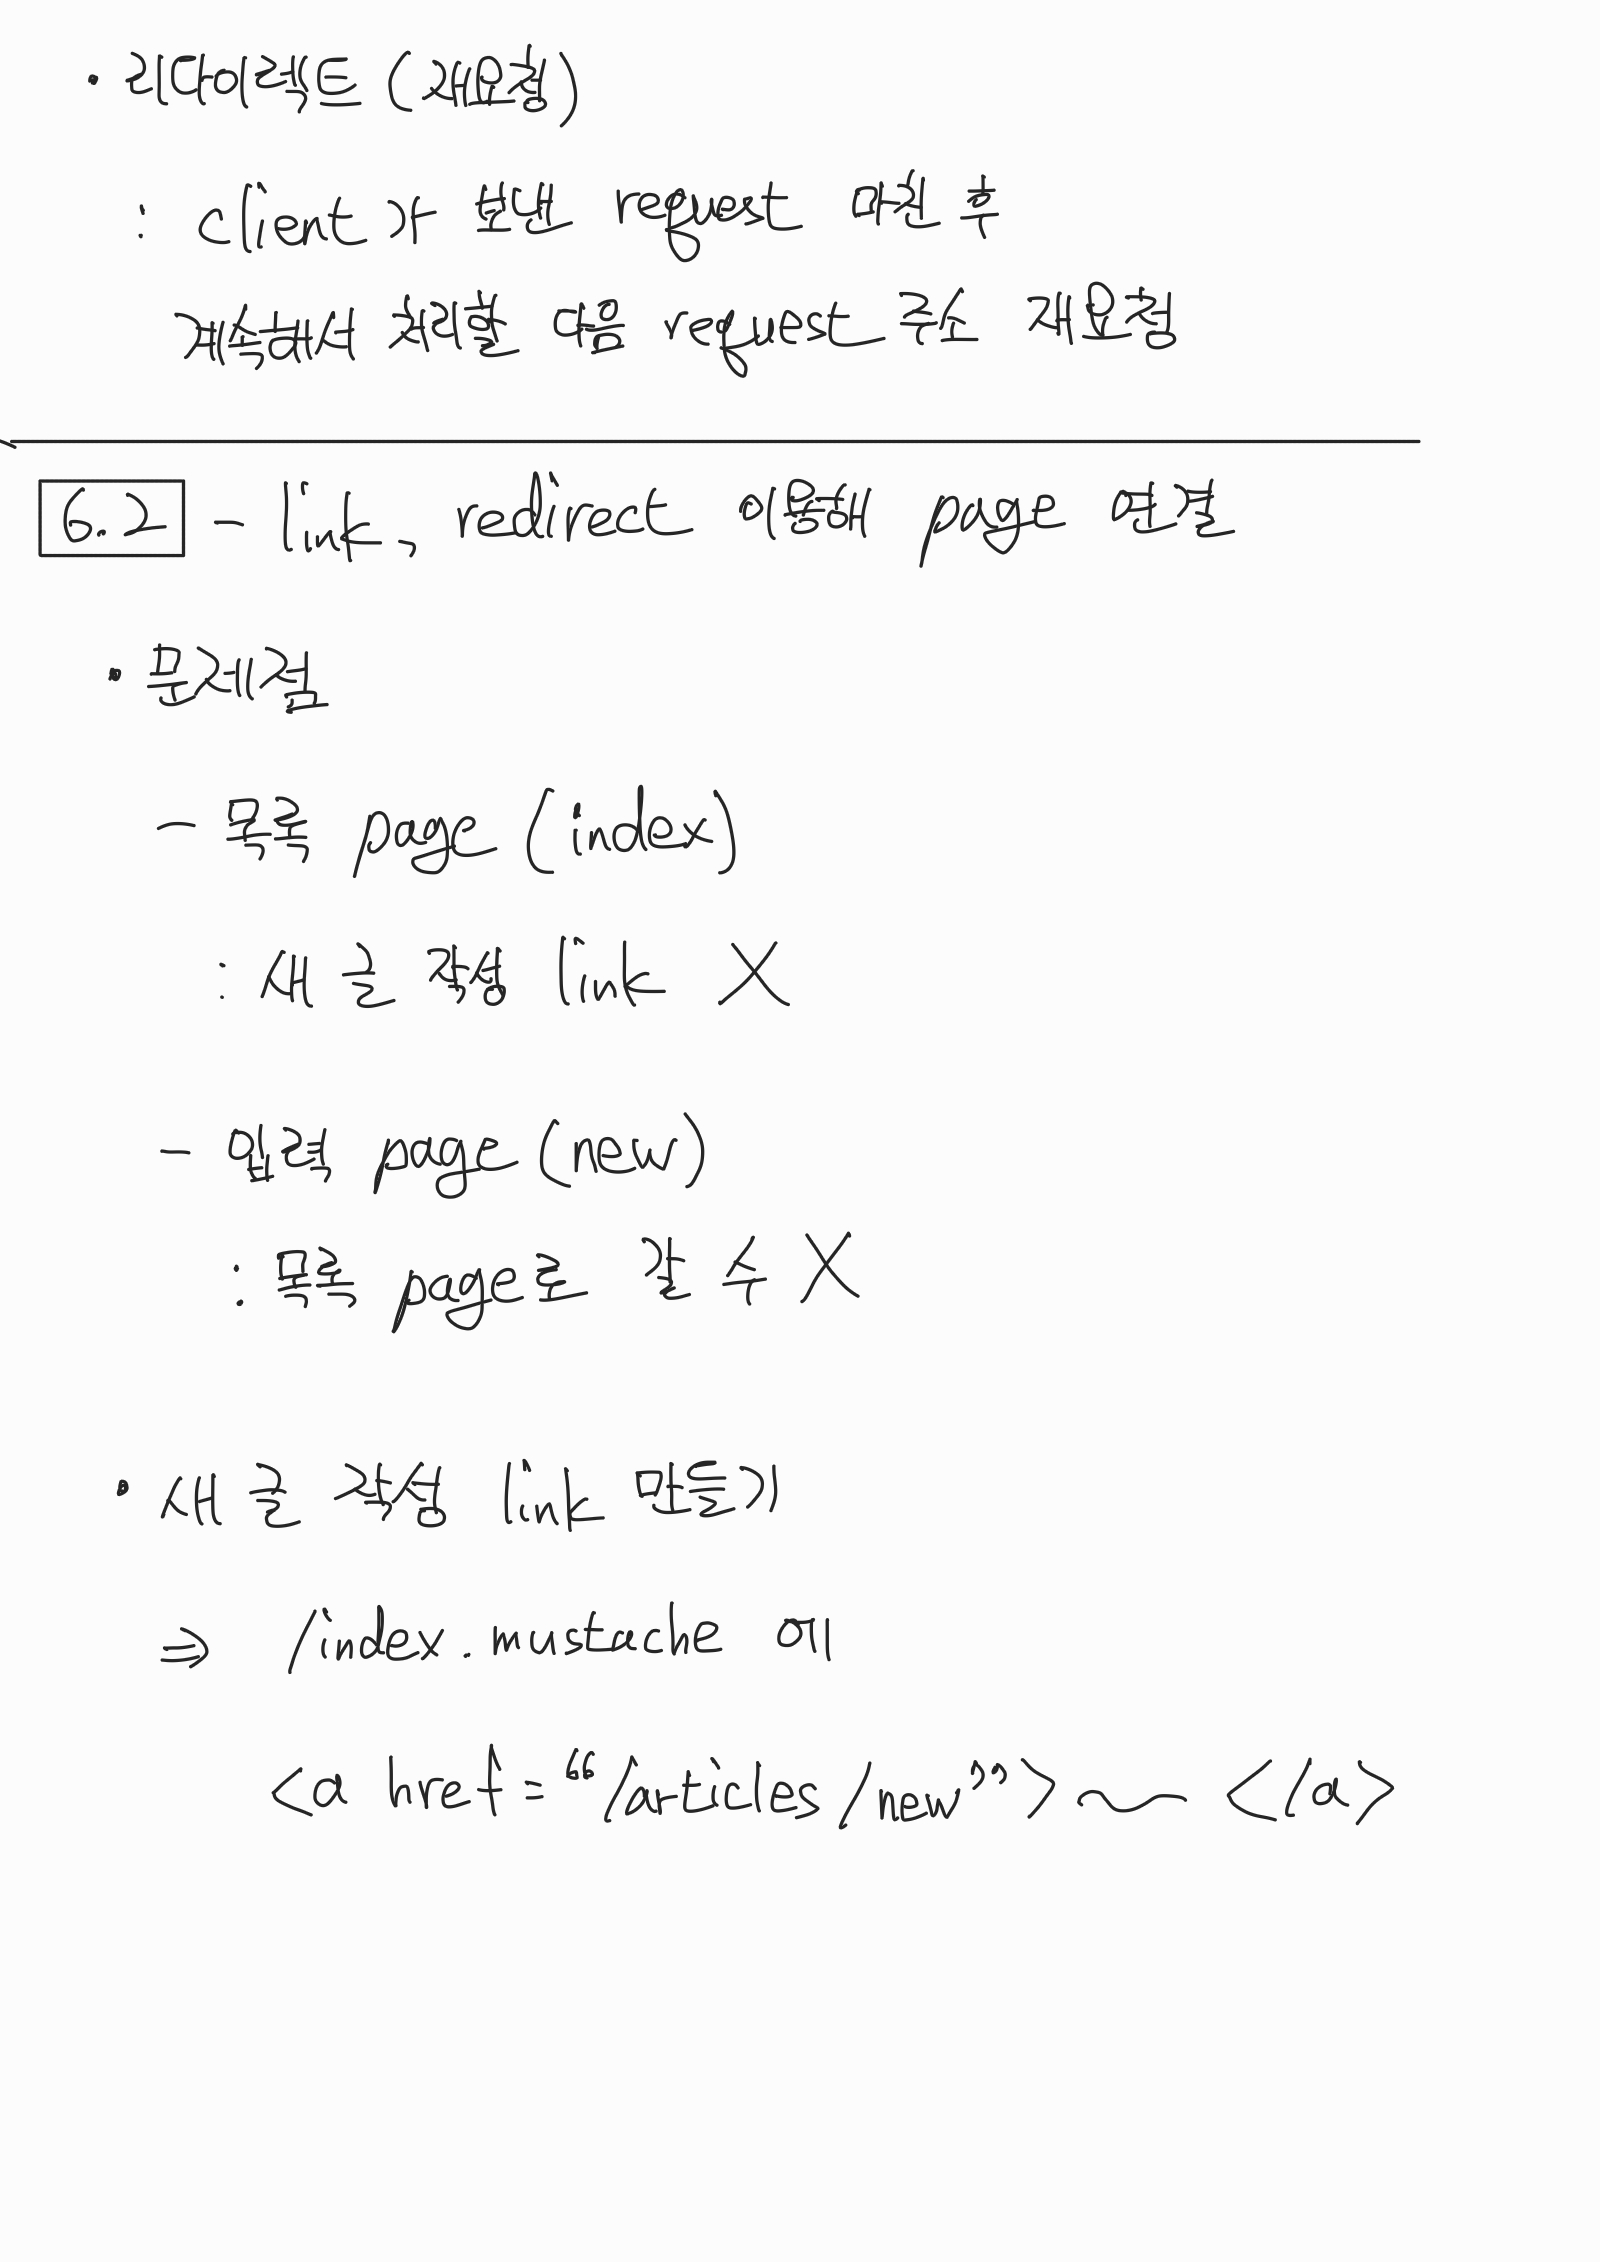 • 리다이렉트 (재요청)
: client가 보낸 request 마친 후
계속해서 처리할 다음 request 주소 재요청
6.2 - link, redirect 이용해 page 연결
• 문제점
- 목록 page (index)
: 새 글 작성 link X
- 입력 page (new)
: 목록 page로 갈 수 X
• 새 글 작성 link 만들기
⇒ /index.mustache 에
<a href = “/articles/new”> ~ </a>